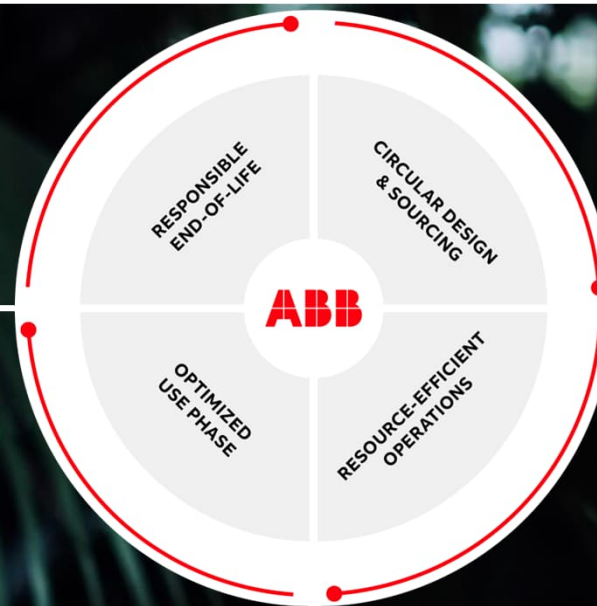 RESPONSIBLE
END-OF-LIFE
CIRCULAR DESIGN
& SOURCING
ABB
OPTIMIZED
USE PHASE
RESOURCE-EFFICIENT
OPERATIONS